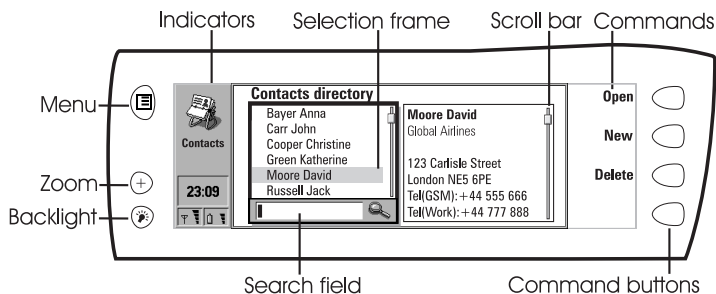 Indicators
Selection frame
Scroll bar
Commands
Menu
Zoom
Backlight
Contacts
23:09
Contacts directory
Bayer Anna
Carr John
Cooper Christine
Green Katherine
Moore David
Russell Jack
Moore David
Global Airlines
123 Carlisle Street
London NE5 6PE
Tel(GSM):+44 555 666
Tel(Work):+44 777 888
Open
New
Delete
Search field
Command buttons